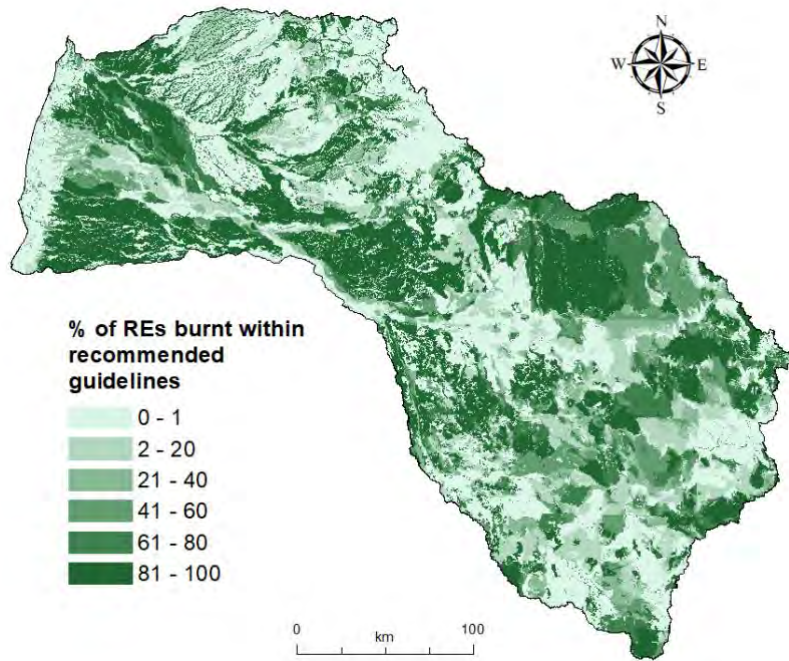 N
W E
S
% of REs burnt within
recommended
guidelines
0 - 1
2 - 20
21 - 40
41 - 60
61 - 80
81 - 100
0 100
km